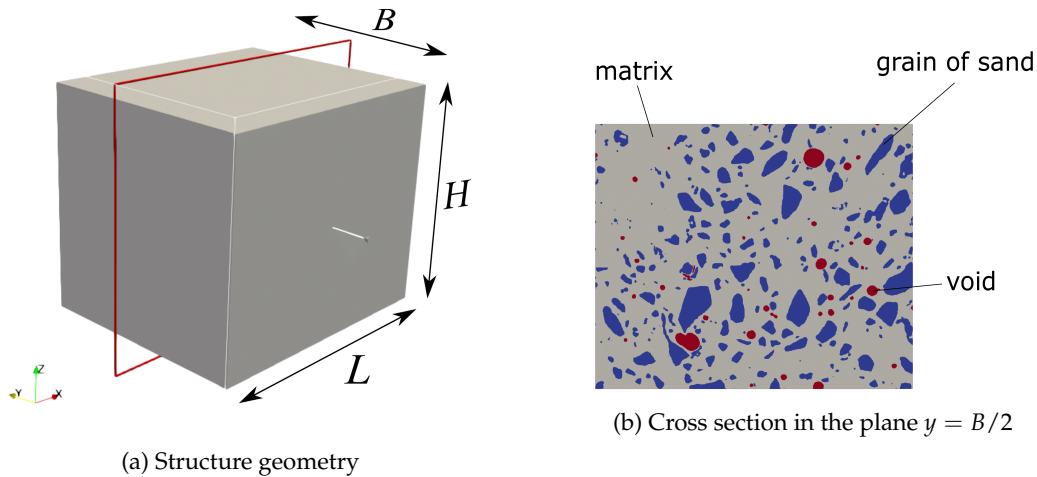 B
H
L
Z
Y
X
(a) Structure geometry
matrix
grain of sand
void
(b) Cross section in the plane y = B/2